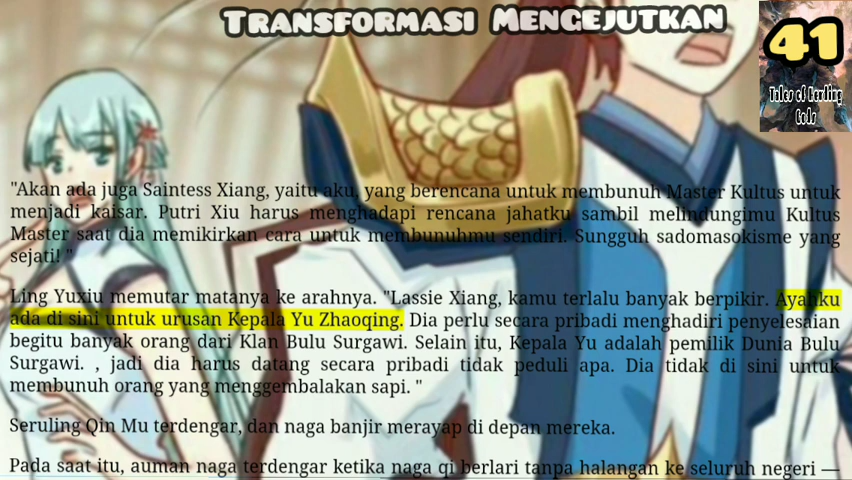 TRANSFORMASI MENGEJUTKAN
41
Tales of Herding
Gods
"Akan ada juga Saintess Xiang, yaitu aku, yang berencana untuk membunuh Master Kultus untuk
menjadi kaisar. Putri Xiu harus menghadapi rencana jahatku sambil melindungimu Kultus
Master saat dia memikirkan cara untuk membunuhmu sendiri. Sungguh sadomasokisme yang
sejati! "
Ling Yuxiu memutar matanya ke arahnya. "Lassie Xiang, kamu terlalu banyak berpikir. Ayahku
ada di sini untuk urusan Kepala Yu Zhaoqing. Dia perlu secara pribadi menghadiri penyelesaian
begitu banyak orang dari Klan Bulu Surgawi. Selain itu, Kepala Yu adalah pemilik Dunia Bulu
Surgawi. , jadi dia harus datang secara pribadi tidak peduli apa. Dia tidak di sini untuk
membunuh orang yang menggembalakan sapi. "
Seruling Qin Mu terdengar, dan naga banjir merayap di depan mereka.
Pada saat itu, auman naga terdengar ketika naga qi berlari tanpa halangan ke seluruh negeri —